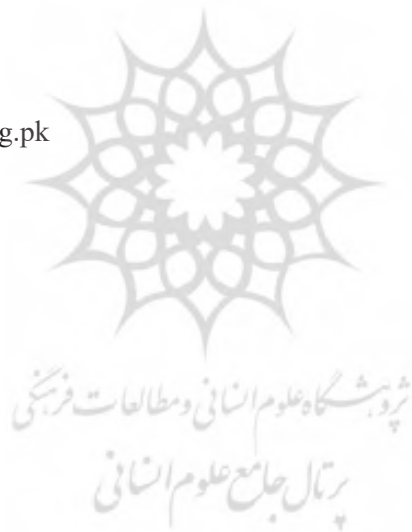 g.pk
پژوهشگاه علوم انسانی و مطالعات فرهنگی
پرتال جامع علوم انسانی